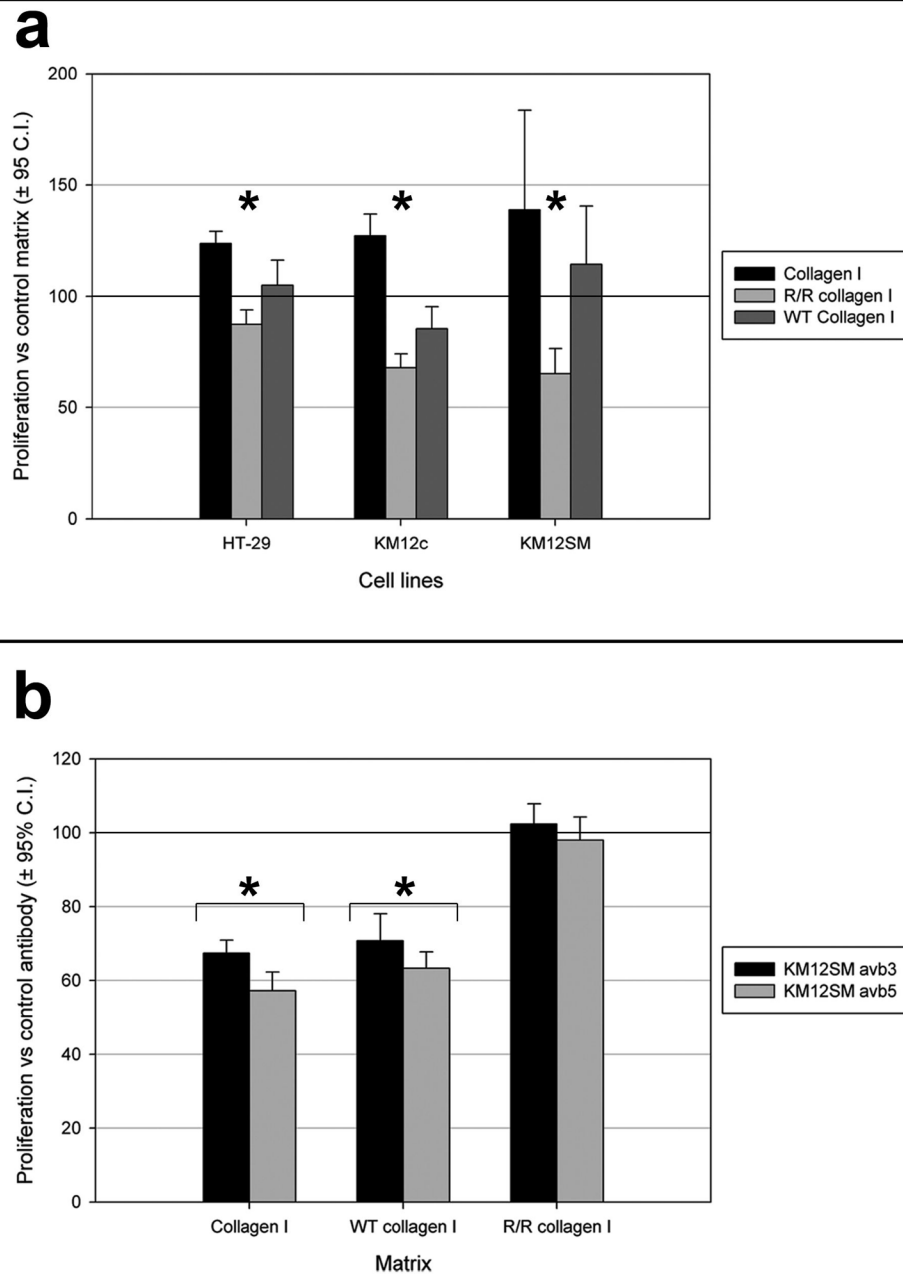 a
Proliferation vs control matrix (± 95 C.I.)
200
150
100
50
0
*
*
*
HT-29
KM12c
KM12SM
Cell lines
Collagen I
R/R collagen I
WT Collagen I
b
Proliferation vs control antibody (± 95% C.I.)
120
100
80
60
40
20
0
*
*
Collagen I
WT collagen I
R/R collagen I
Matrix
KM12SM avb3
KM12SM avb5